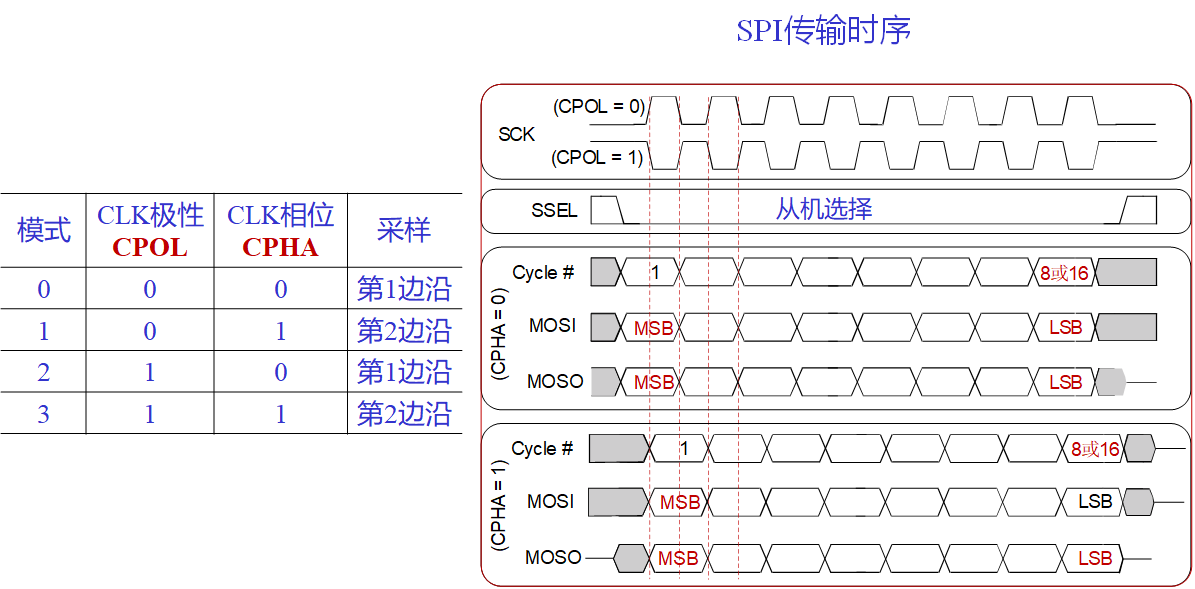 SPI传输时序
模式 CLK极性 CPOL CLK相位 CPHA 采样
0 0 0 第1边沿
1 0 1 第2边沿
2 1 0 第1边沿
3 1 1 第2边沿
(CPOL = 0)
SCK
(CPOL = 1)
SSEL 从机选择
(CPHA = 0)
Cycle # 1 8或16
MOSI MSB LSB
MOSO MSB LSB
(CPHA = 1)
Cycle # 1 8或16
MOSI MSB LSB
MOSO MSB LSB